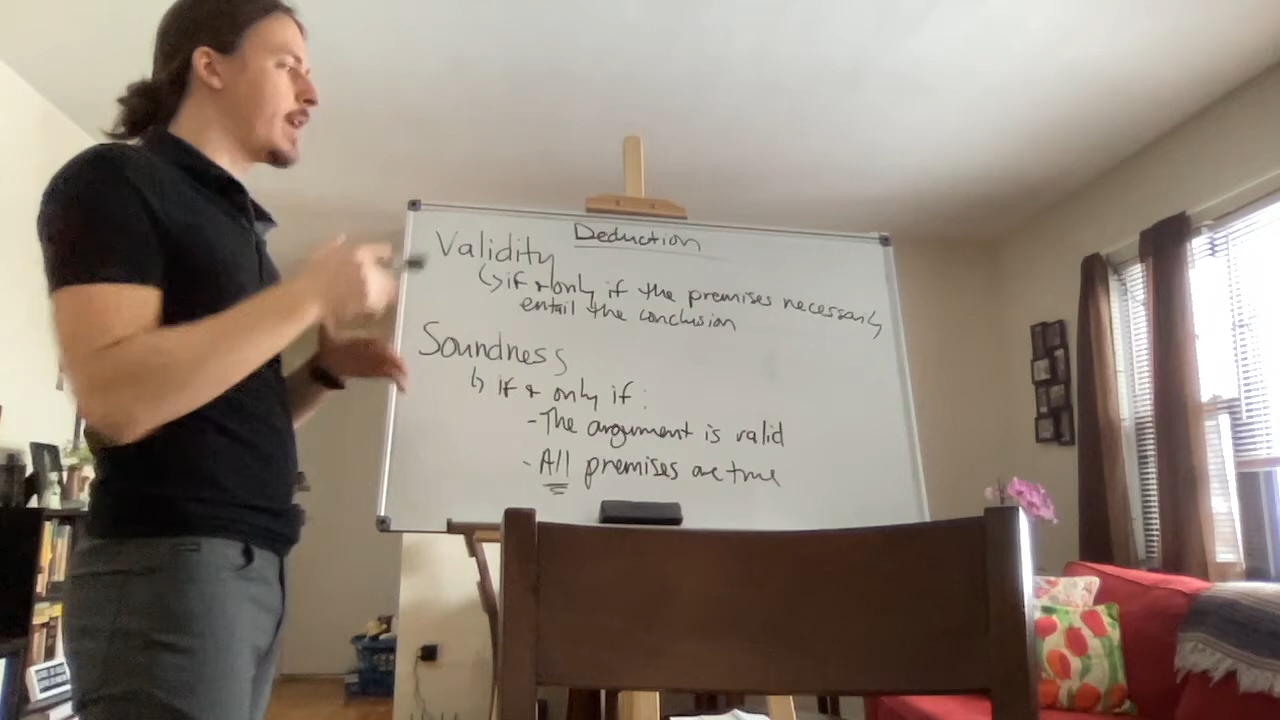 Deduction
Validity
↳ if + only if the premises necessarily
entail the conclusion
Soundness
↳ if + only if:
- The argument is valid
- All premises are true